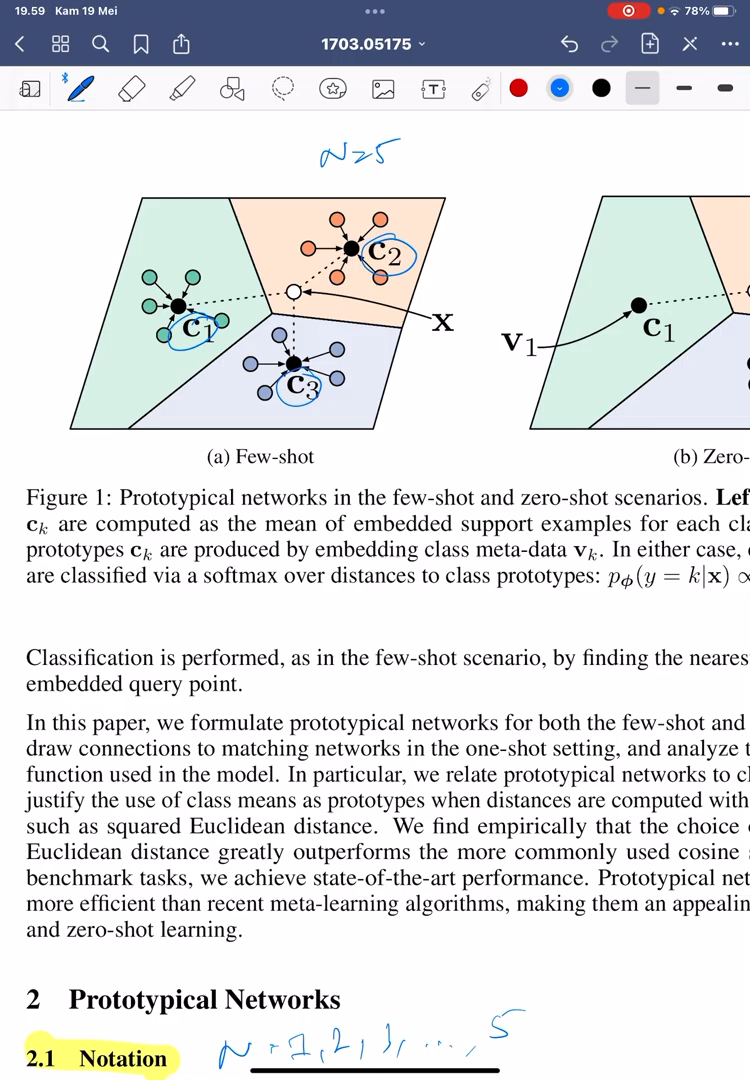 19.59 Kam 19 Mei 78%
1703.05175
T
N=5
c2
c1
x
c3
v1
c1
(a) Few-shot
(b) Zero-
Figure 1: Prototypical networks in the few-shot and zero-shot scenarios. Lef
ck are computed as the mean of embedded support examples for each cla
prototypes ck are produced by embedding class meta-data vk. In either case,
are classified via a softmax over distances to class prototypes: pϕ(y = k|x) ∝
Classification is performed, as in the few-shot scenario, by finding the neares
embedded query point.
In this paper, we formulate prototypical networks for both the few-shot and
draw connections to matching networks in the one-shot setting, and analyze t
function used in the model. In particular, we relate prototypical networks to cl
justify the use of class means as prototypes when distances are computed with
such as squared Euclidean distance. We find empirically that the choice
Euclidean distance greatly outperforms the more commonly used cosine s
benchmark tasks, we achieve state-of-the-art performance. Prototypical net
more efficient than recent meta-learning algorithms, making them an appealin
and zero-shot learning.
2 Prototypical Networks
2.1 Notation
N = 1, 2, 3, ..., 5